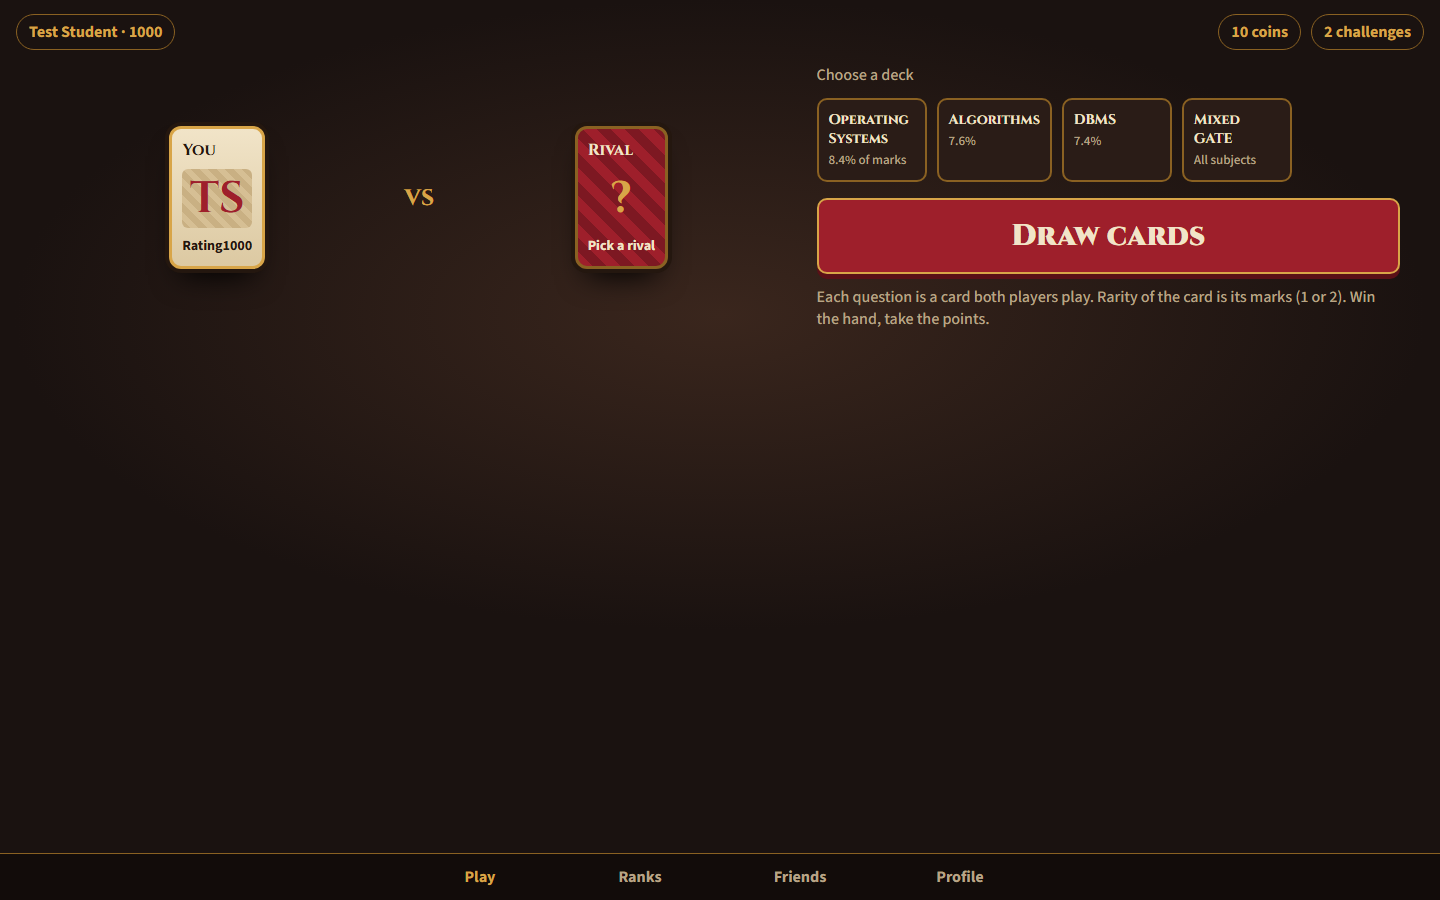 Test Student · 1000
10 coins
2 challenges
Choose a deck
You
TS
Rating1000
VS
Rival
?
Pick a rival
Operating
Systems
8.4% of marks
Algorithms
7.6%
DBMS
7.4%
Mixed
GATE
All subjects
Draw cards
Each question is a card both players play. Rarity of the card is its marks (1 or 2). Win
the hand, take the points.
Play
Ranks
Friends
Profile